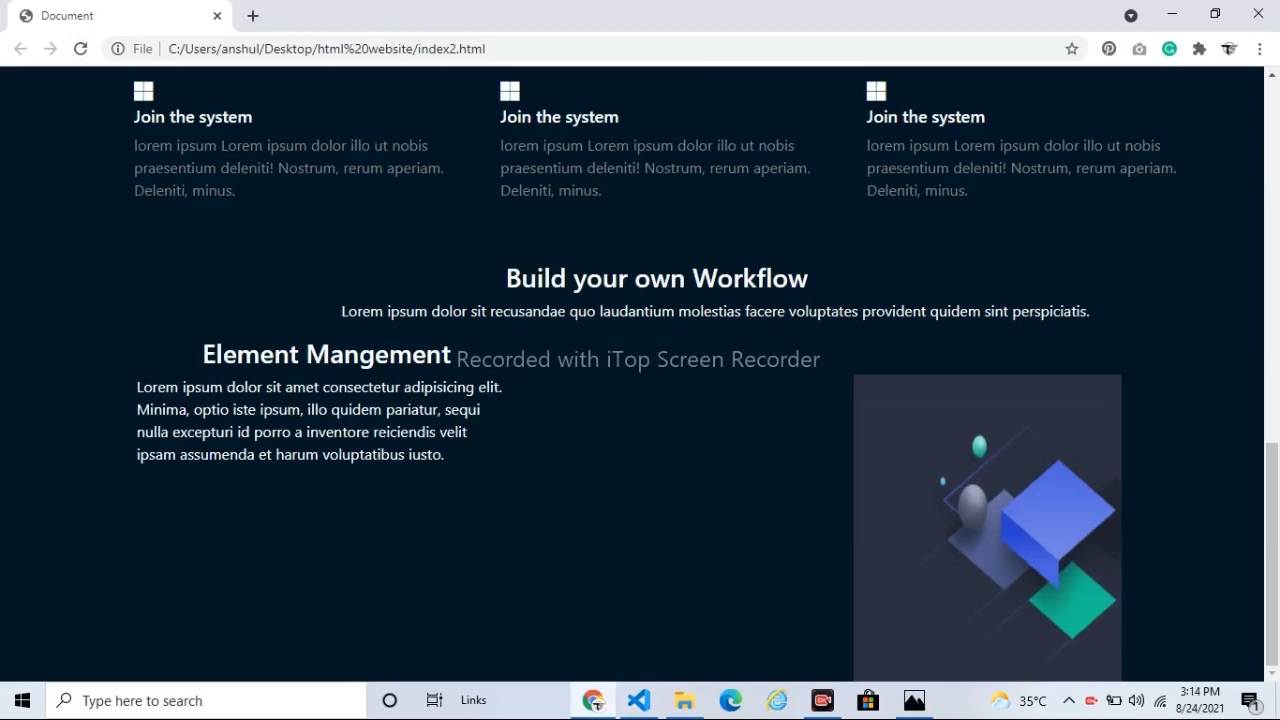 Document
File
C:/Users/anshul/Desktop/html%20website/index2.html
Join the system
lorem ipsum Lorem ipsum dolor illo ut nobis
praesentium deleniti! Nostrum, rerum aperiam.
Deleniti, minus.
Join the system
lorem ipsum Lorem ipsum dolor illo ut nobis
praesentium deleniti! Nostrum, rerum aperiam.
Deleniti, minus.
Join the system
lorem ipsum Lorem ipsum dolor illo ut nobis
praesentium deleniti! Nostrum, rerum aperiam.
Deleniti, minus.
Build your own Workflow
Lorem ipsum dolor sit recusandae quo laudantium molestias facere voluptates provident quidem sint perspiciatis.
Element Mangement
Recorded with iTop Screen Recorder
Lorem ipsum dolor sit amet consectetur adipisicing elit.
Minima, optio iste ipsum, illo quidem pariatur, sequi
nulla excepturi id porro a inventore reiciendis velit
ipsam assumenda et harum voluptatibus iusto.
Type here to search
Links
35°C
3:14 PM
8/24/2021
1